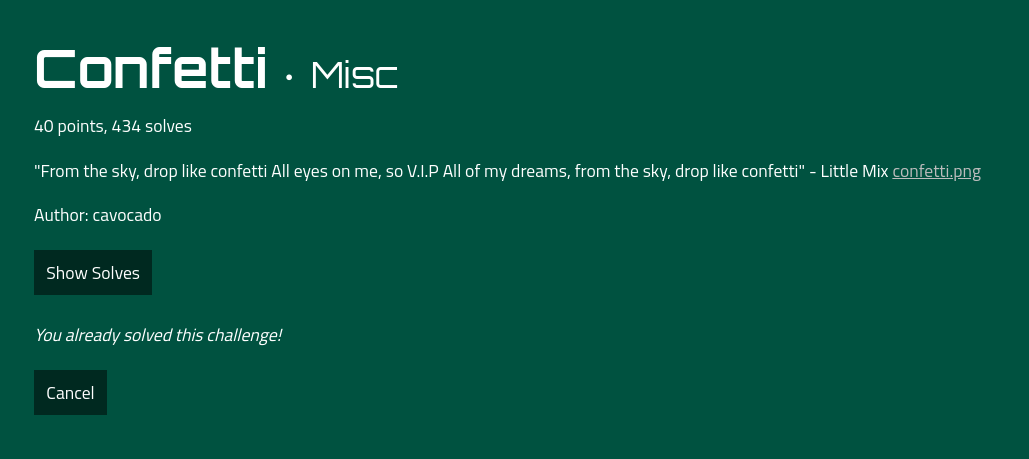 Confetti · Misc
40 points, 434 solves
"From the sky, drop like confetti All eyes on me, so V.I.P All of my dreams, from the sky, drop like confetti" - Little Mix confetti.png
Author: cavocado
Show Solves
You already solved this challenge!
Cancel